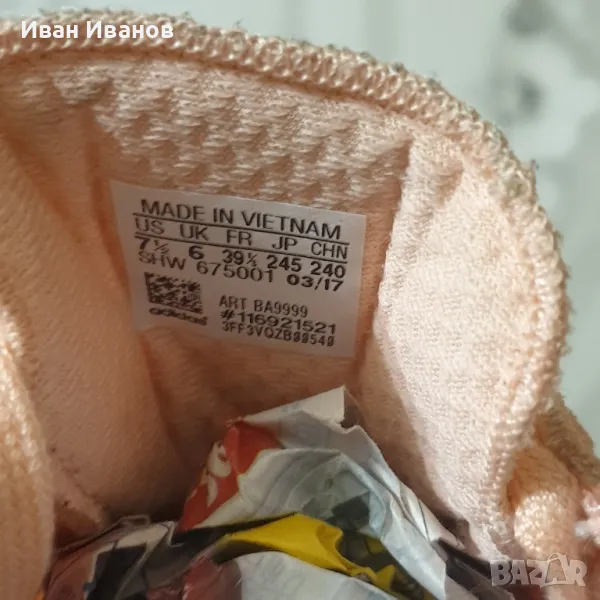 Иван Иванов
MADE IN VIETNAM
US UK FR JP CHN
7½ 6 39⅓ 245 240
SHW 675001 03/17
ART BA9999
adidas #116921521
BAZAR